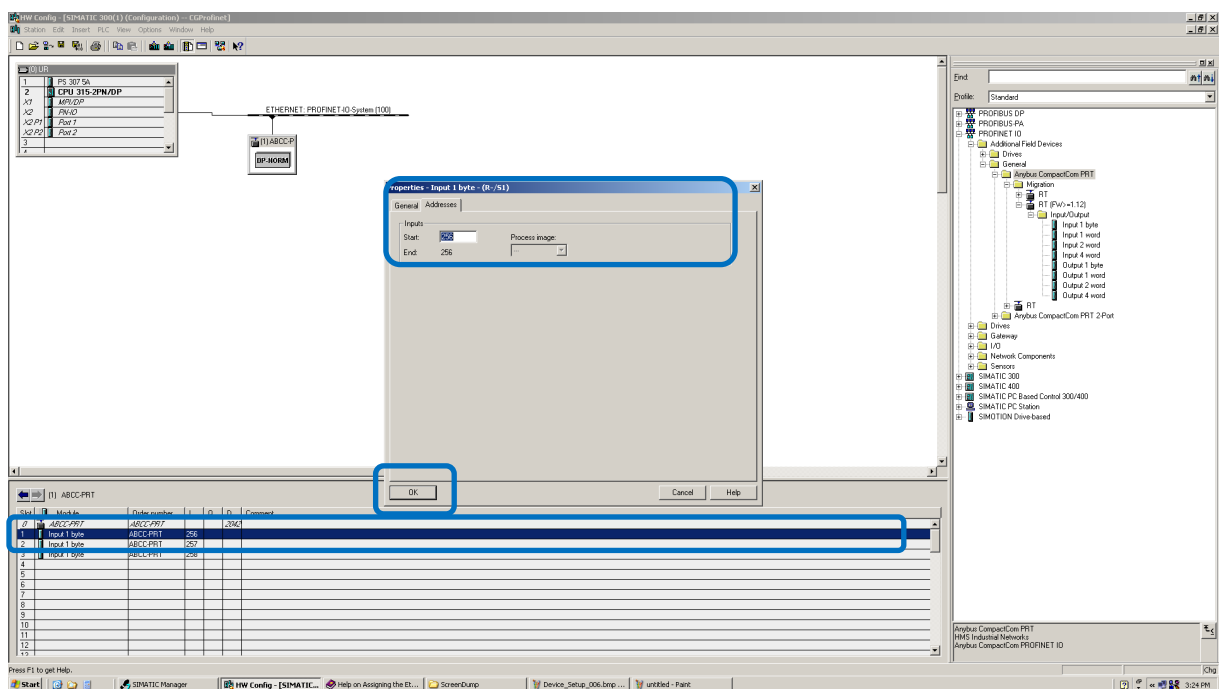 HW Config - [SIMATIC 300(1) (Configuration) -- CGProfinet]
Station Edit Insert PLC View Options Window Help
(0) UR
1 PS 307 5A
2 CPU 315-2PN/DP
X1 MPI/DP
X2 PN-IO
X2 P1 Port 1
X2 P2 Port 2
3
ETHERNET: PROFINET-IO-System (100)
(1) ABCC-P
DP-NORM
Properties - Input 1 byte - (R-/S1)
General Addresses
Inputs
Start: 256 Process image:
End: 256 ---
OK Cancel Help
Find:
Profile: Standard
PROFIBUS DP
PROFIBUS-PA
PROFINET IO
Additional Field Devices
Drives
General
Anybus CompactCom PRT
Migration
RT
RT (FW>=1.12)
Input/Output
Input 1 byte
Input 1 word
Input 2 word
Input 4 word
Output 1 byte
Output 1 word
Output 2 word
Output 4 word
RT
Anybus CompactCom PRT 2-Port
Drives
Gateway
I/O
Network Components
Sensors
SIMATIC 300
SIMATIC 400
SIMATIC PC Based Control 300/400
SIMATIC PC Station
SIMOTION Drive-based
(1) ABCC-PRT
Slot Module Order number I... Q... D... Comment
0 ABCC-PRT ABCC-PRT 2042
1 Input 1 byte ABCC-PRT 256
2 Input 1 byte ABCC-PRT 257
3 Input 1 byte ABCC-PRT 258
4
5
6
7
8
9
10
11
12
13
Anybus CompactCom PRT
HMS Industrial Networks
Anybus CompactCom PROFINET IO
Press F1 to get Help. Chg
Start SIMATIC Manager HW Config - [SIMATIC... Help on Assigning the Et... ScreenDump Device_Setup_006.bmp ... untitled - Paint 3:24 PM